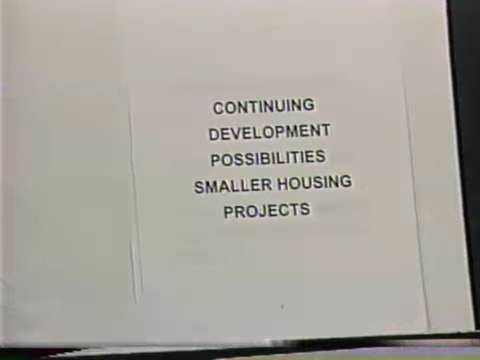 CONTINUING
DEVELOPMENT
POSSIBILITIES
SMALLER HOUSING
PROJECTS